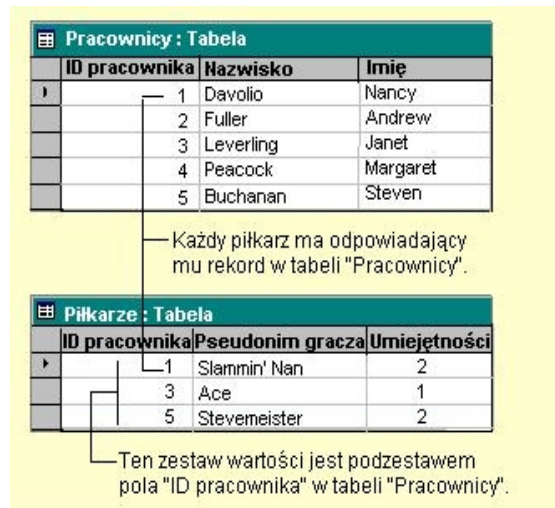 Pracownicy : Tabela
ID pracownika Nazwisko Imię
1 Davolio Nancy
2 Fuller Andrew
3 Leverling Janet
4 Peacock Margaret
5 Buchanan Steven
Każdy piłkarz ma odpowiadający
mu rekord w tabeli "Pracownicy".
Piłkarze : Tabela
ID pracownika Pseudonim gracza Umiejętności
1 Slammin' Nan 2
3 Ace 1
5 Stevemeister 2
Ten zestaw wartości jest podzestawem
pola "ID pracownika" w tabeli "Pracownicy".